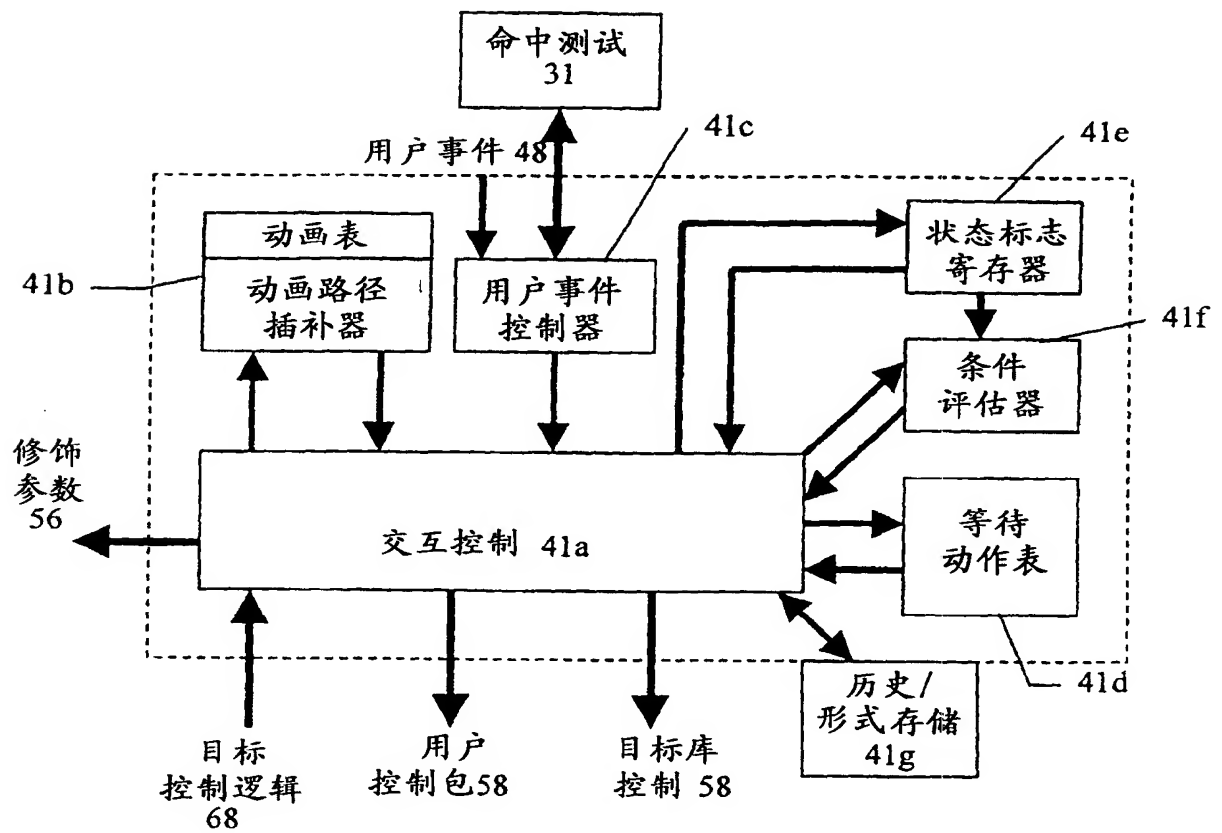 命中测试
31
用户事件 48
41c
41e
动画表
动画路径
插补器
41b
用户事件
控制器
状态标志
寄存器
41f
条件
评估器
修饰
参数
56
交互控制 41a
等待
动作表
41d
历史/
形式存储
41g
目标
控制逻辑
68
用户
控制包58
目标库
控制 58